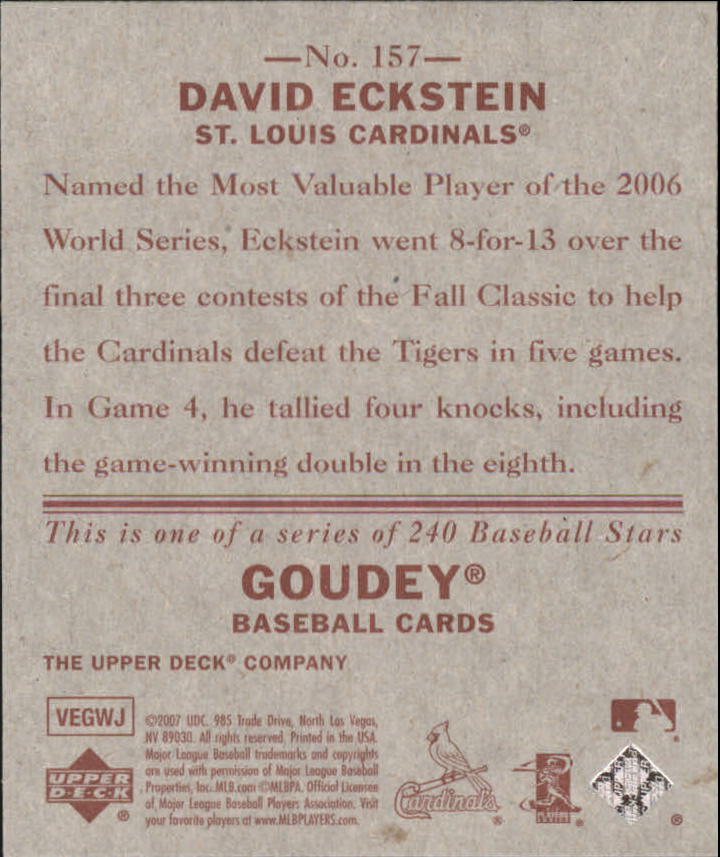 —No. 157—
DAVID ECKSTEIN
ST. LOUIS CARDINALS®
Named the Most Valuable Player of the 2006
World Series, Eckstein went 8-for-13 over the
final three contests of the Fall Classic to help
the Cardinals defeat the Tigers in five games.
In Game 4, he tallied four knocks, including
the game-winning double in the eighth.
This is one of a series of 240 Baseball Stars
GOUDEY®
BASEBALL CARDS
THE UPPER DECK® COMPANY
VEGWJ
©2007 UDC. 985 Trade Drive, North Las Vegas,
NV 89030. All rights reserved. Printed in the USA.
Major League Baseball trademarks and copyrights
are used with permission of Major League Baseball
Properties, Inc. MLB.com ©MLBPA. Official Licensee
of Major League Baseball Players Association. Visit
your favorite players at www.MLBPLAYERS.com.
UPPER
D·E·C·K
®
Cardinals
®
PLAYERS
CHOICE
®
®